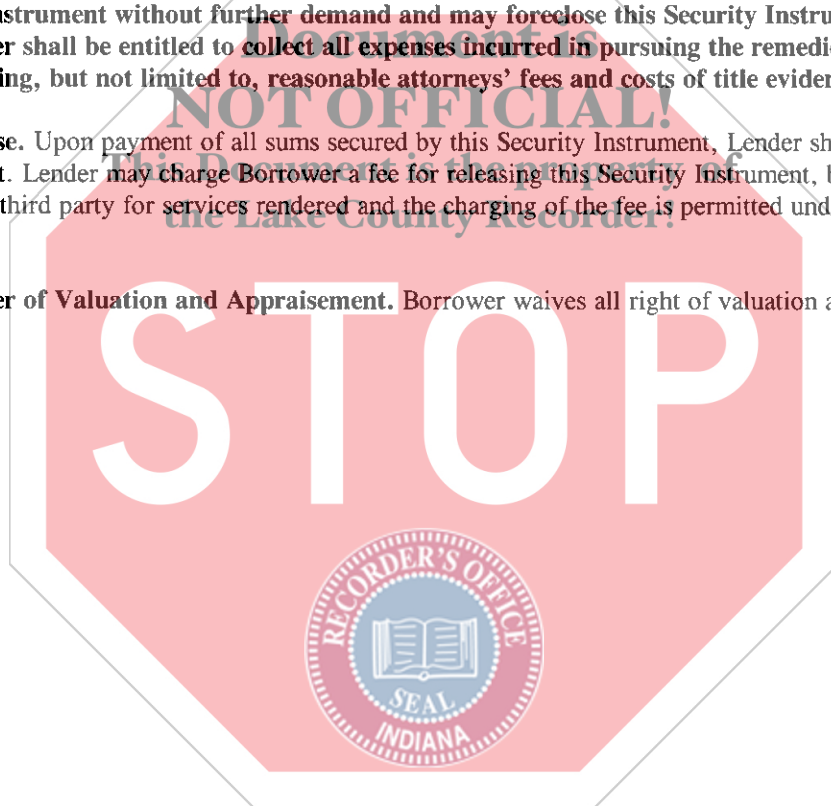 strument without further demand and may foreclose this Security Instru
r shall be entitled to collect all expenses incurred in pursuing the remedi
ing, but not limited to, reasonable attorneys' fees and costs of title eviden
Document is
NOT OFFICIAL!
This Document is the property of
the Lake County Recorder!
se. Upon payment of all sums secured by this Security Instrument, Lender sh
t. Lender may charge Borrower a fee for releasing this Security Instrument, b
third party for services rendered and the charging of the fee is permitted und
er of Valuation and Appraisement. Borrower waives all right of valuation a
STOP
RECORDER'S OFFICE
SEAL
INDIANA